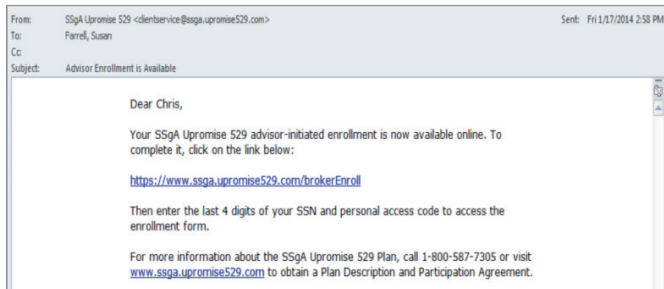 From: SSgA Upromise 529 <clientservice@ssga.upromise529.com> Sent: Fri 1/17/2014 2:58 PM
To: Farrell, Susan
Cc:
Subject: Advisor Enrollment is Available
Dear Chris,
Your SSgA Upromise 529 advisor-initiated enrollment is now available online. To
complete it, click on the link below:
https://www.ssga.upromise529.com/brokerEnroll
Then enter the last 4 digits of your SSN and personal access code to access the
enrollment form.
For more information about the SSgA Upromise 529 Plan, call 1-800-587-7305 or visit
www.ssga.upromise529.com to obtain a Plan Description and Participation Agreement.